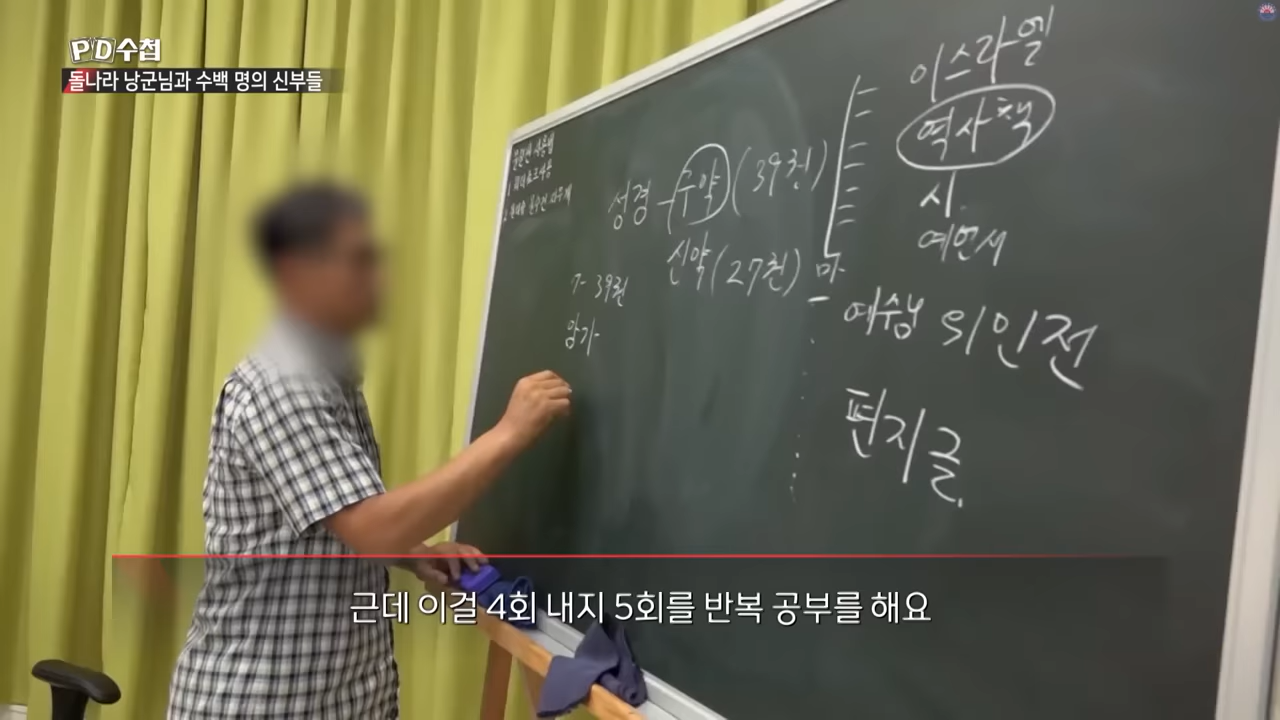 PD수첩
돌나라 낭군님과 수백 명의 신부들
이스라엘
역사책
시
예언서
성경 - 구약 (39권)
신약 (27권) 마
7- 39권
암기
예수님 위인전
편지글.
근데 이걸 4회 내지 5회를 반복 공부를 해요